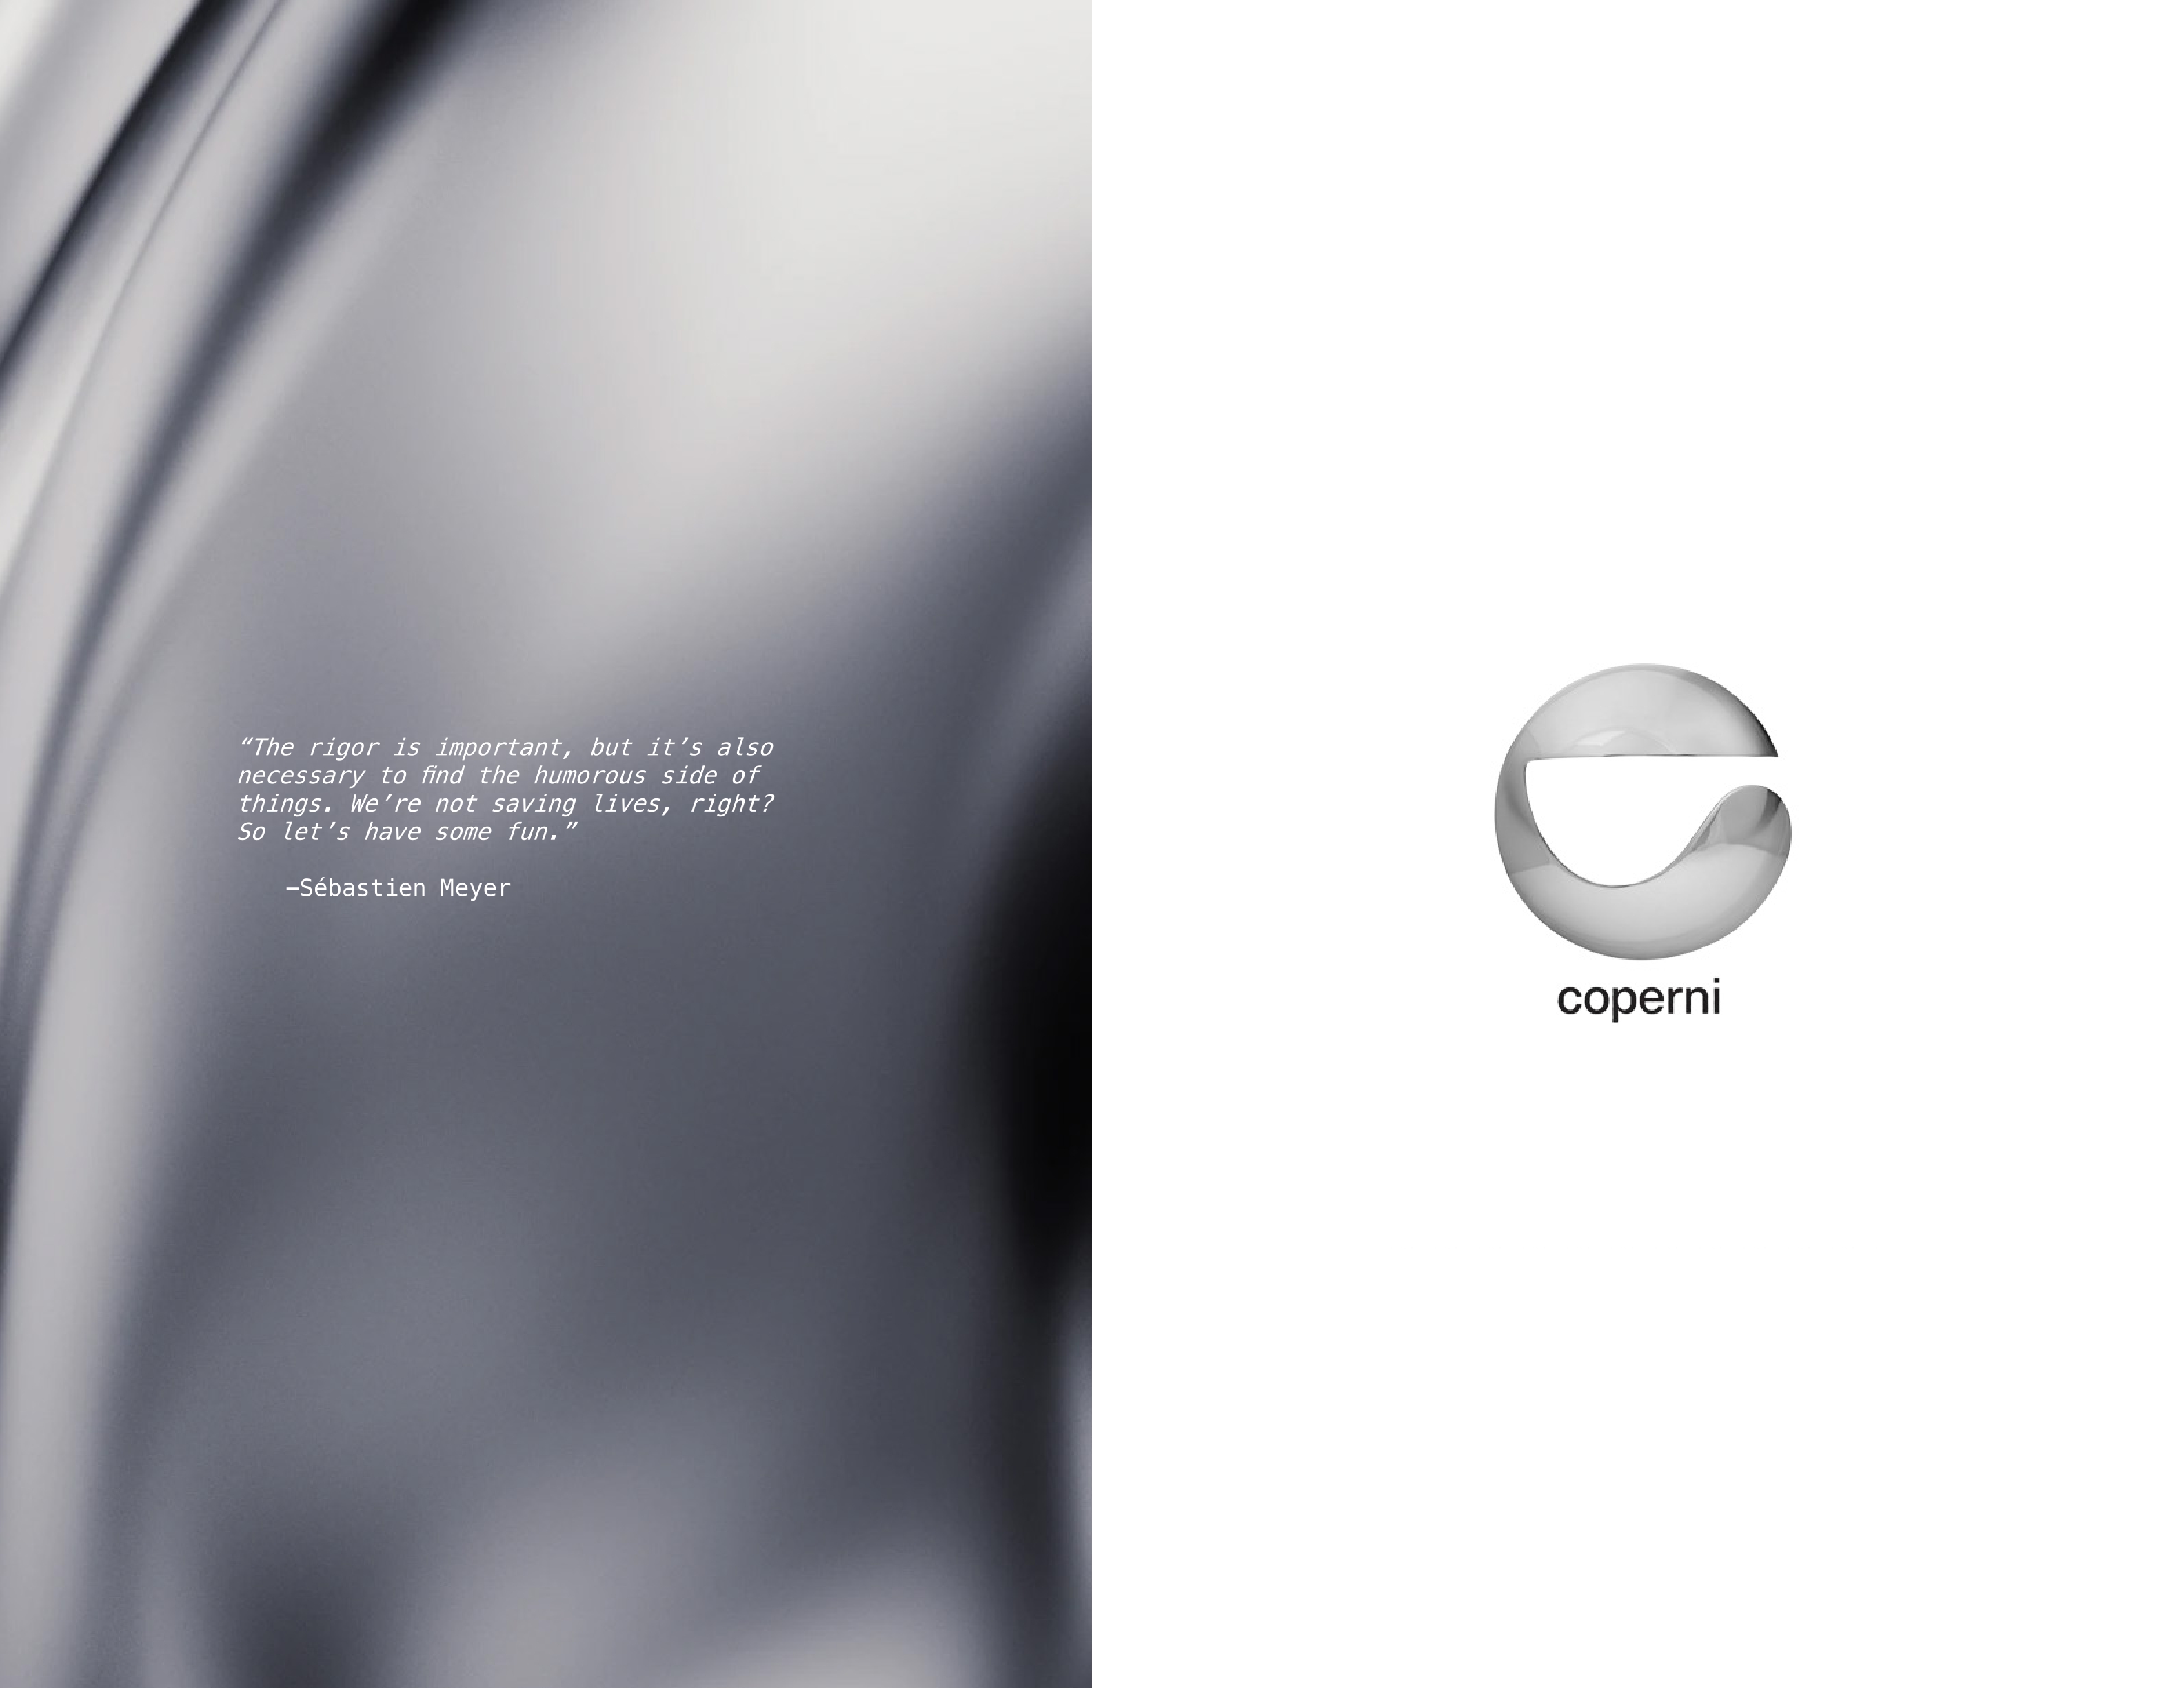 “The rigor is important, but it’s also
necessary to find the humorous side of
things. We’re not saving lives, right?
So let’s have some fun.”
—Sébastien Meyer
coperni